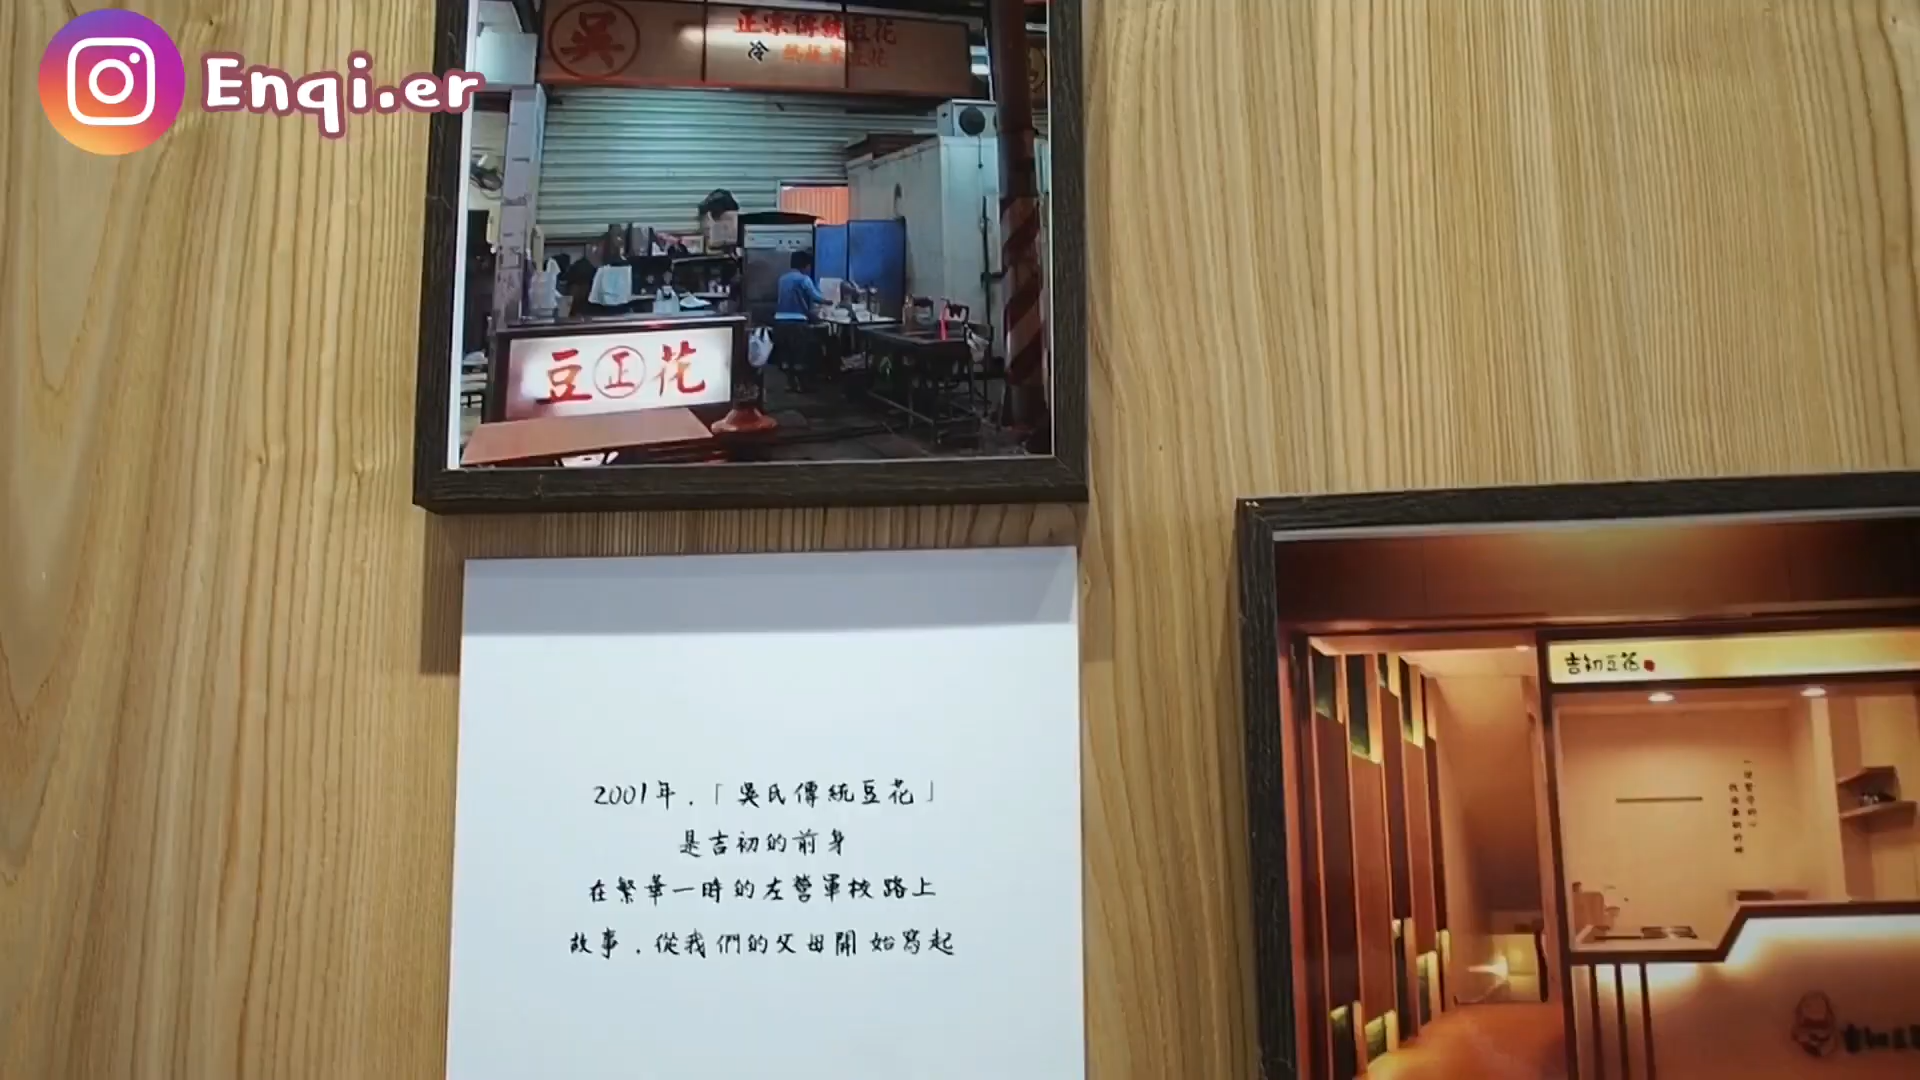 Enqi.er
吳
正宗傳統豆花
冷
豆正花
2001年.「吳氏傳統豆花」
是吉初的前身
在繁華一時的左營軍校路上
故事.從我們的父母開始寫起
吉初豆花